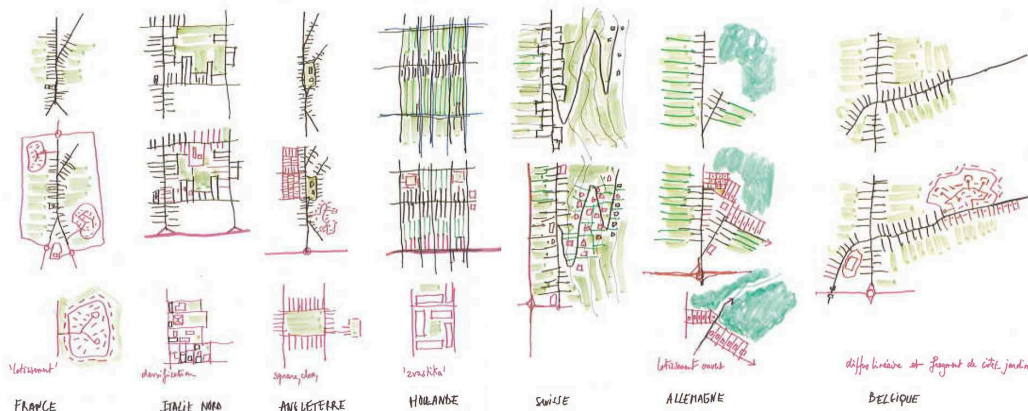 'lotissement'
densification
square, close,
'zvastika'
lotissement ouvert
diffus linéaire et fragment de cité-jardin
FRANCE
ITALIE NORD
ANGLETERRE
HOLLANDE
SUISSE
ALLEMAGNE
BELGIQUE